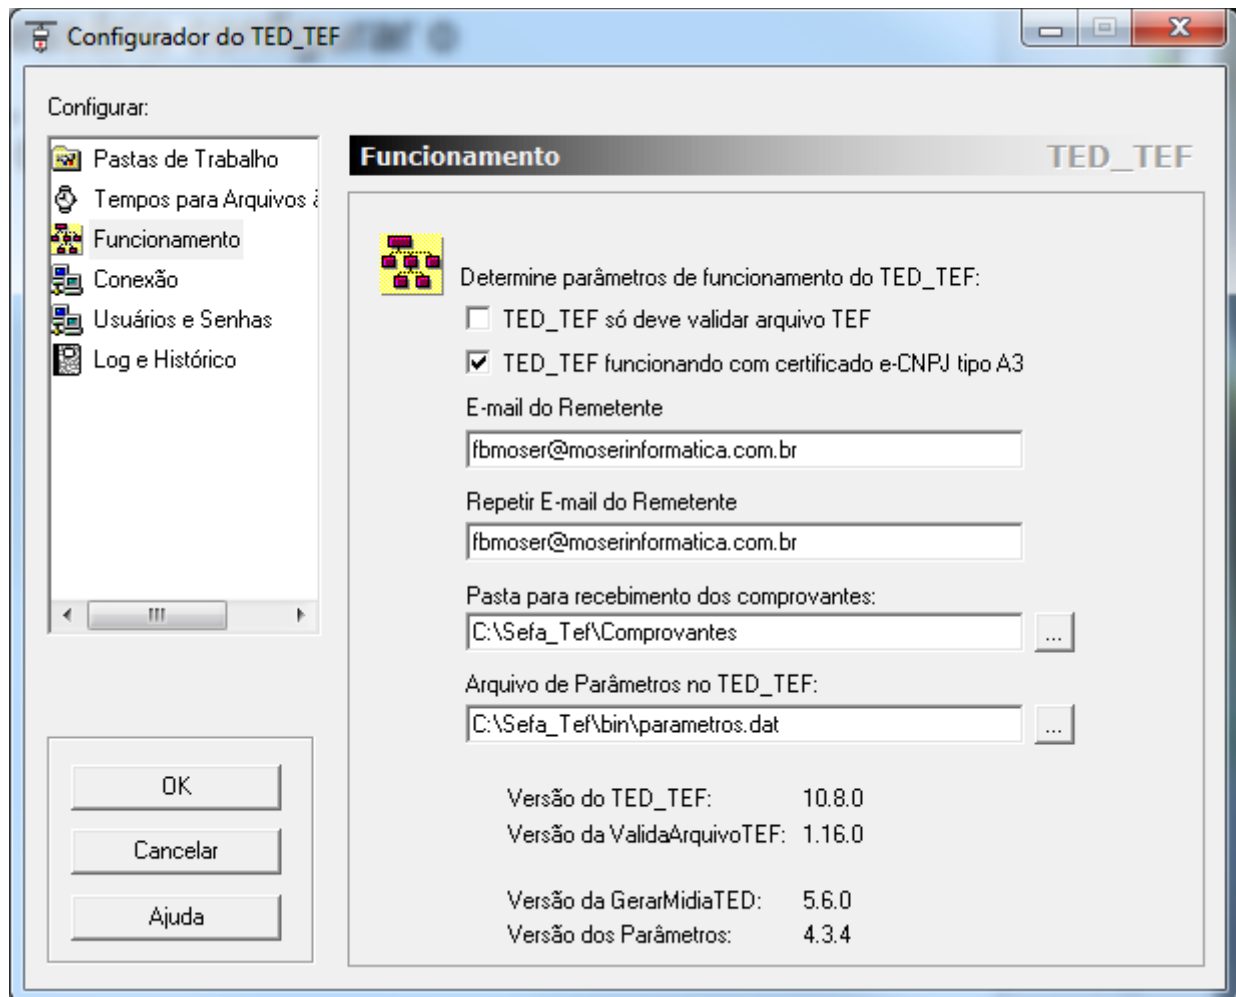 Configurador do TED_TEF
Configurar:
Pastas de Trabalho
Tempos para Arquivos
Funcionamento
Conexão
Usuários e Senhas
Log e Histórico
OK
Cancelar
Ajuda
Funcionamento TED_TEF
Determine parâmetros de funcionamento do TED_TEF:
TED_TEF só deve validar arquivo TEF
TED_TEF funcionando com certificado e-CNPJ tipo A3
E-mail do Remetente
fbmoser@moserinformatica.com.br
Repetir E-mail do Remetente
fbmoser@moserinformatica.com.br
Pasta para recebimento dos comprovantes:
C:\Sefa_Tef\Comprovantes
...
Arquivo de Parâmetros no TED_TEF:
C:\Sefa_Tef\bin\parametros.dat
...
Versão do TED_TEF: 10.8.0
Versão da ValidaArquivoTEF: 1.16.0
Versão da GerarMidiaTED: 5.6.0
Versão dos Parâmetros: 4.3.4